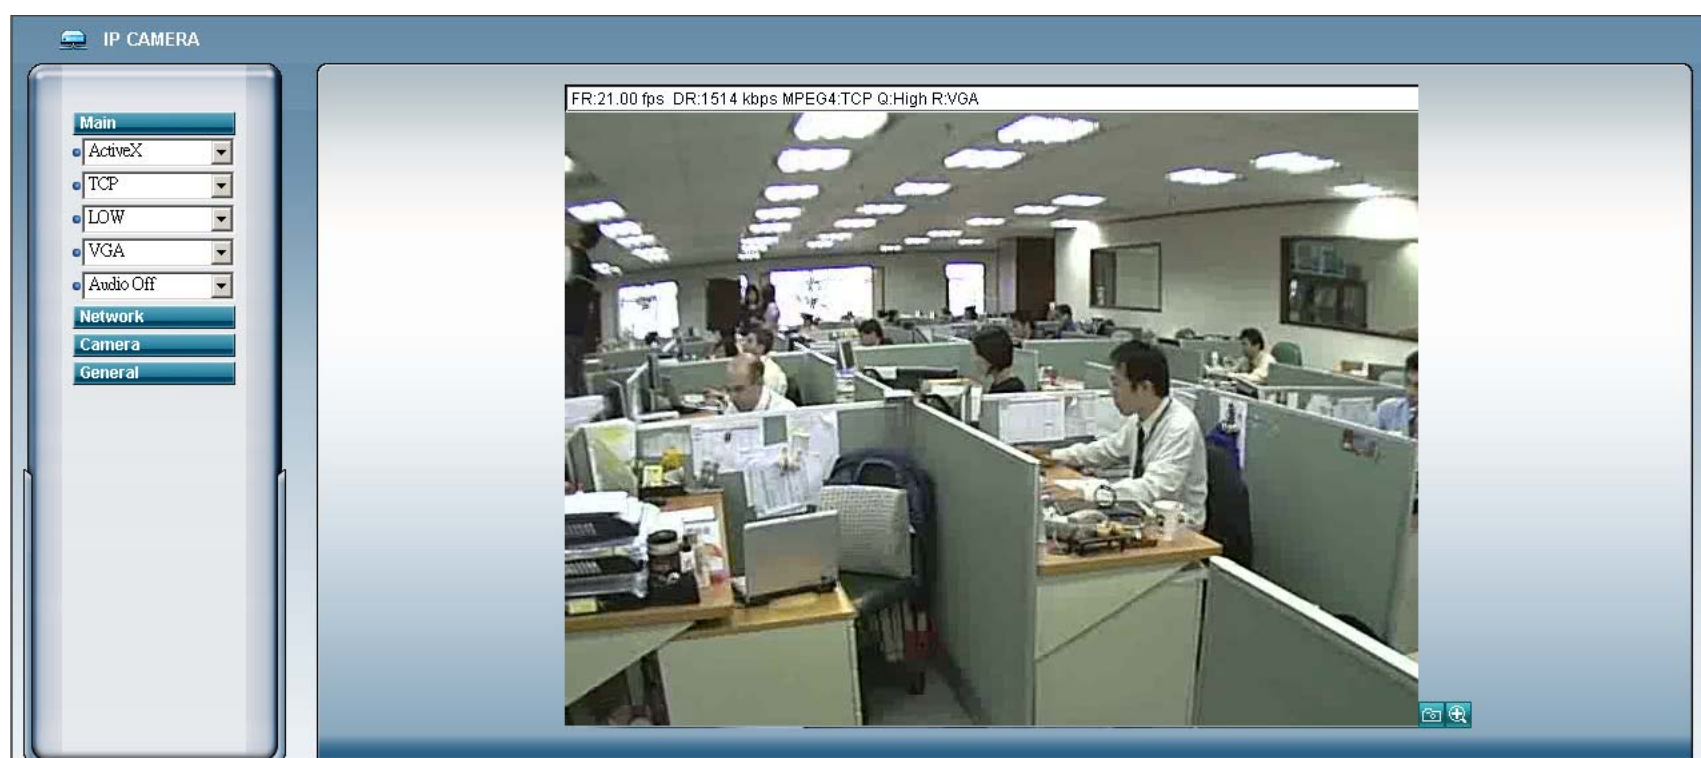 IP CAMERA
Main
ActiveX
TCP
LOW
VGA
Audio Off
Network
Camera
General
FR:21.00 fps DR:1514 kbps MPEG4:TCP Q:High R:VGA